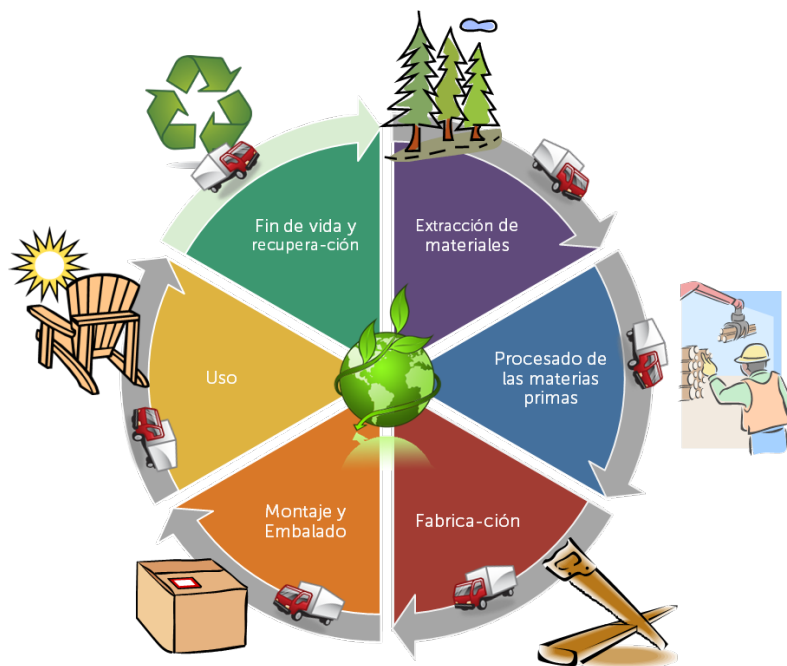 Fin de vida y
recupera-ción
Extracción de
materiales
Uso
Procesado de
las materias
primas
Montaje y
Embalado
Fabrica-ción